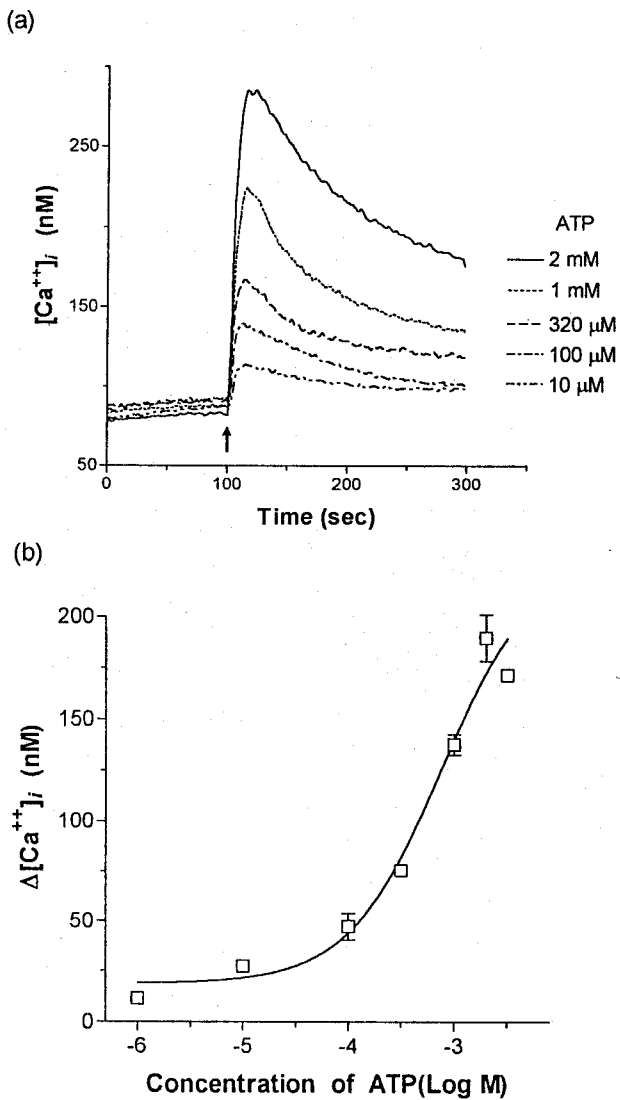 (a)
[Ca++]i (nM)
250
150
50
0
100
200
300
Time (sec)
ATP
2 mM
1 mM
320 μM
100 μM
10 μM
(b)
Δ[Ca++]i (nM)
200
150
100
50
0
-6
-5
-4
-3
Concentration of ATP(Log M)